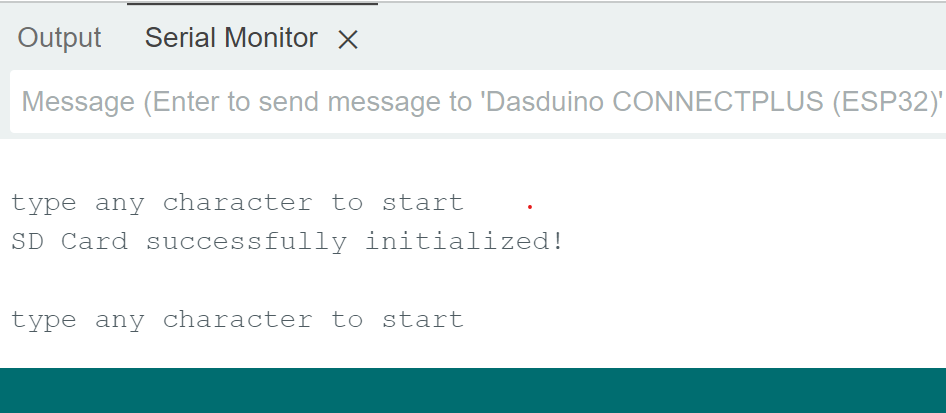 Output Serial Monitor
Message (Enter to send message to 'Dasduino CONNECTPLUS (ESP32)'
type any character to start
SD Card successfully initialized!
type any character to start